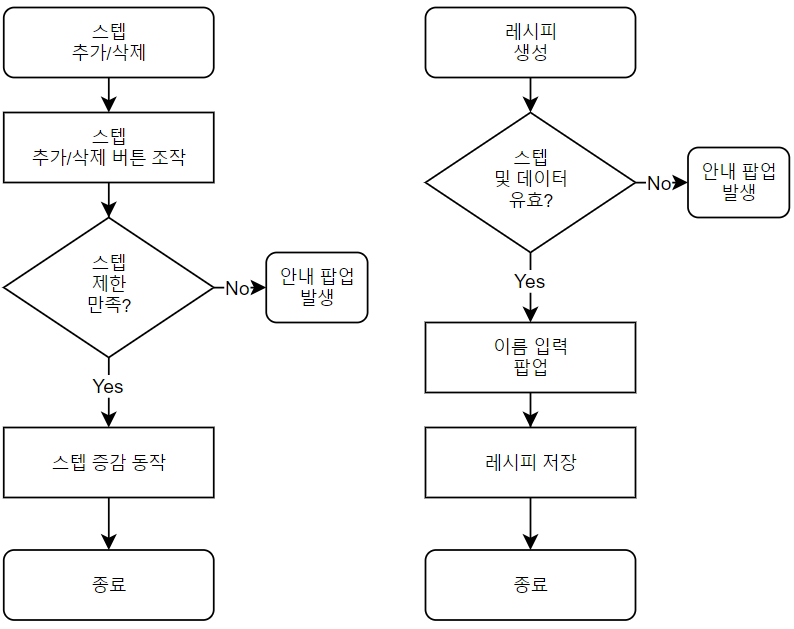 스텝
추가/삭제
스텝
추가/삭제 버튼 조작
스텝
제한
만족?
No
안내 팝업
발생
Yes
스텝 증감 동작
종료
레시피
생성
스텝
및 데이터
유효?
No
안내 팝업
발생
Yes
이름 입력
팝업
레시피 저장
종료